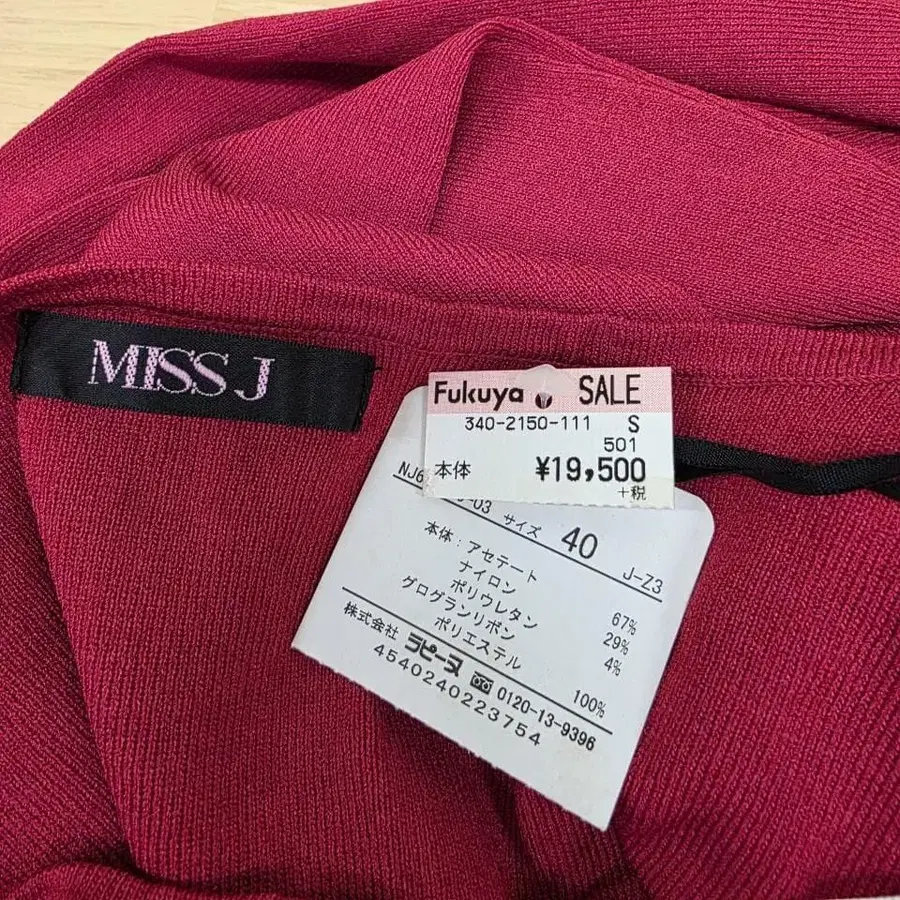 MISS J
Fukuya SALE
340-2150-111 S
501
本体 ¥19,500
+税
NJ6 -03 サイズ 40 J-Z3
本体:アセテート 67%
ナイロン 29%
ポリウレタン 4%
グログランリボン
ポリエステル 100%
株式会社 ラピーヌ 0120-13-9396
4540240223754